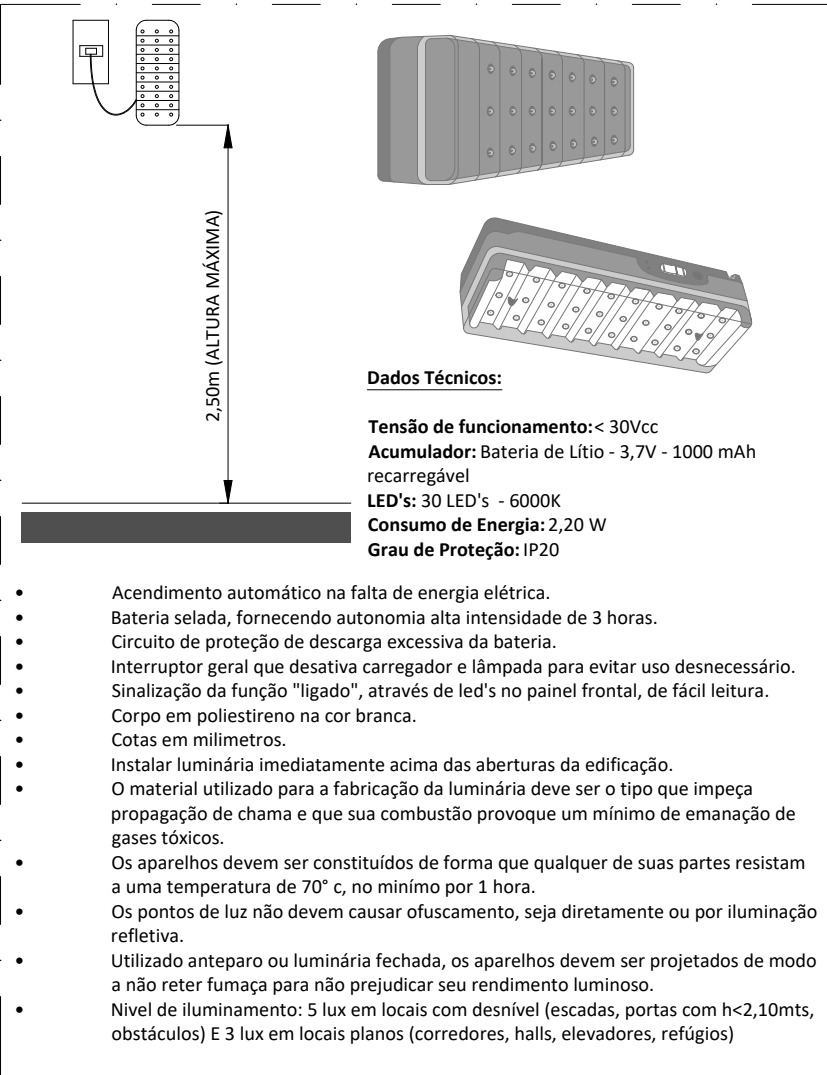 2,50m (ALTURA MÁXIMA)
Dados Técnicos:
Tensão de funcionamento: < 30Vcc
Acumulador: Bateria de Lítio - 3,7V - 1000 mAh
recarregável
LED's: 30 LED's - 6000K
Consumo de Energia: 2,20 W
Grau de Proteção: IP20
• Acendimento automático na falta de energia elétrica.
• Bateria selada, fornecendo autonomia alta intensidade de 3 horas.
• Circuito de proteção de descarga excessiva da bateria.
• Interruptor geral que desativa carregador e lâmpada para evitar uso desnecessário.
• Sinalização da função "ligado", através de led's no painel frontal, de fácil leitura.
• Corpo em poliestireno na cor branca.
• Cotas em milimetros.
• Instalar luminária imediatamente acima das aberturas da edificação.
• O material utilizado para a fabricação da luminária deve ser o tipo que impeça
propagação de chama e que sua combustão provoque um mínimo de emanação de
gases tóxicos.
• Os aparelhos devem ser constituídos de forma que qualquer de suas partes resistam
a uma temperatura de 70° c, no minímo por 1 hora.
• Os pontos de luz não devem causar ofuscamento, seja diretamente ou por iluminação
refletiva.
• Utilizado anteparo ou luminária fechada, os aparelhos devem ser projetados de modo
a não reter fumaça para não prejudicar seu rendimento luminoso.
• Nivel de iluminamento: 5 lux em locais com desnível (escadas, portas com h<2,10mts,
obstáculos) E 3 lux em locais planos (corredores, halls, elevadores, refúgios)